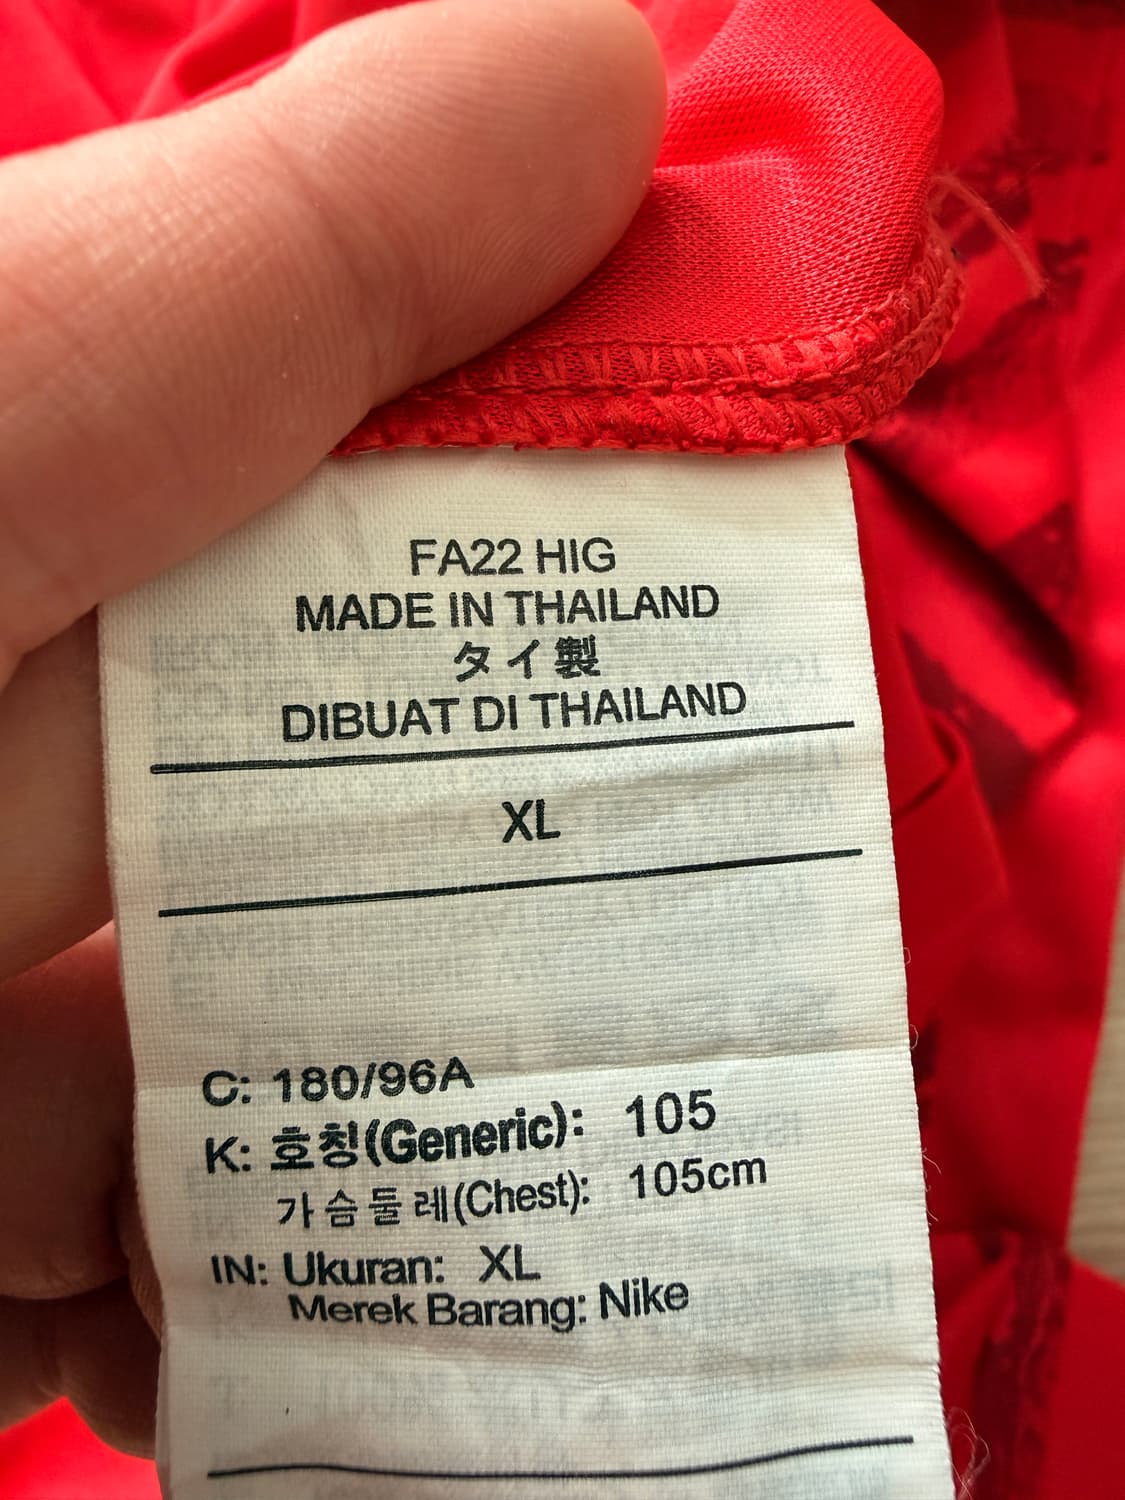 FA22 HIG
MADE IN THAILAND
タイ製
DIBUAT DI THAILAND
XL
C: 180/96A
K: 호칭(Generic): 105
가슴둘레(Chest): 105cm
IN: Ukuran: XL
Merek Barang: Nike